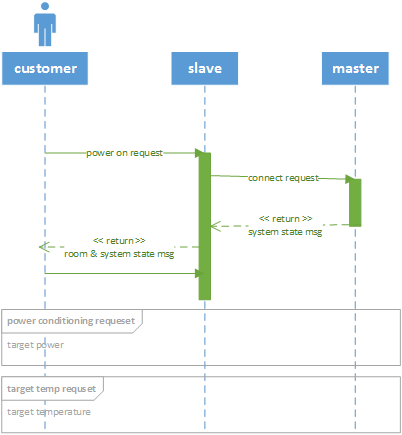 customer
slave
master
power on request
connect request
<< return >>
system state msg
<< return >>
room & system state msg
power conditioning requeset
target power
target temp requset
target temperature